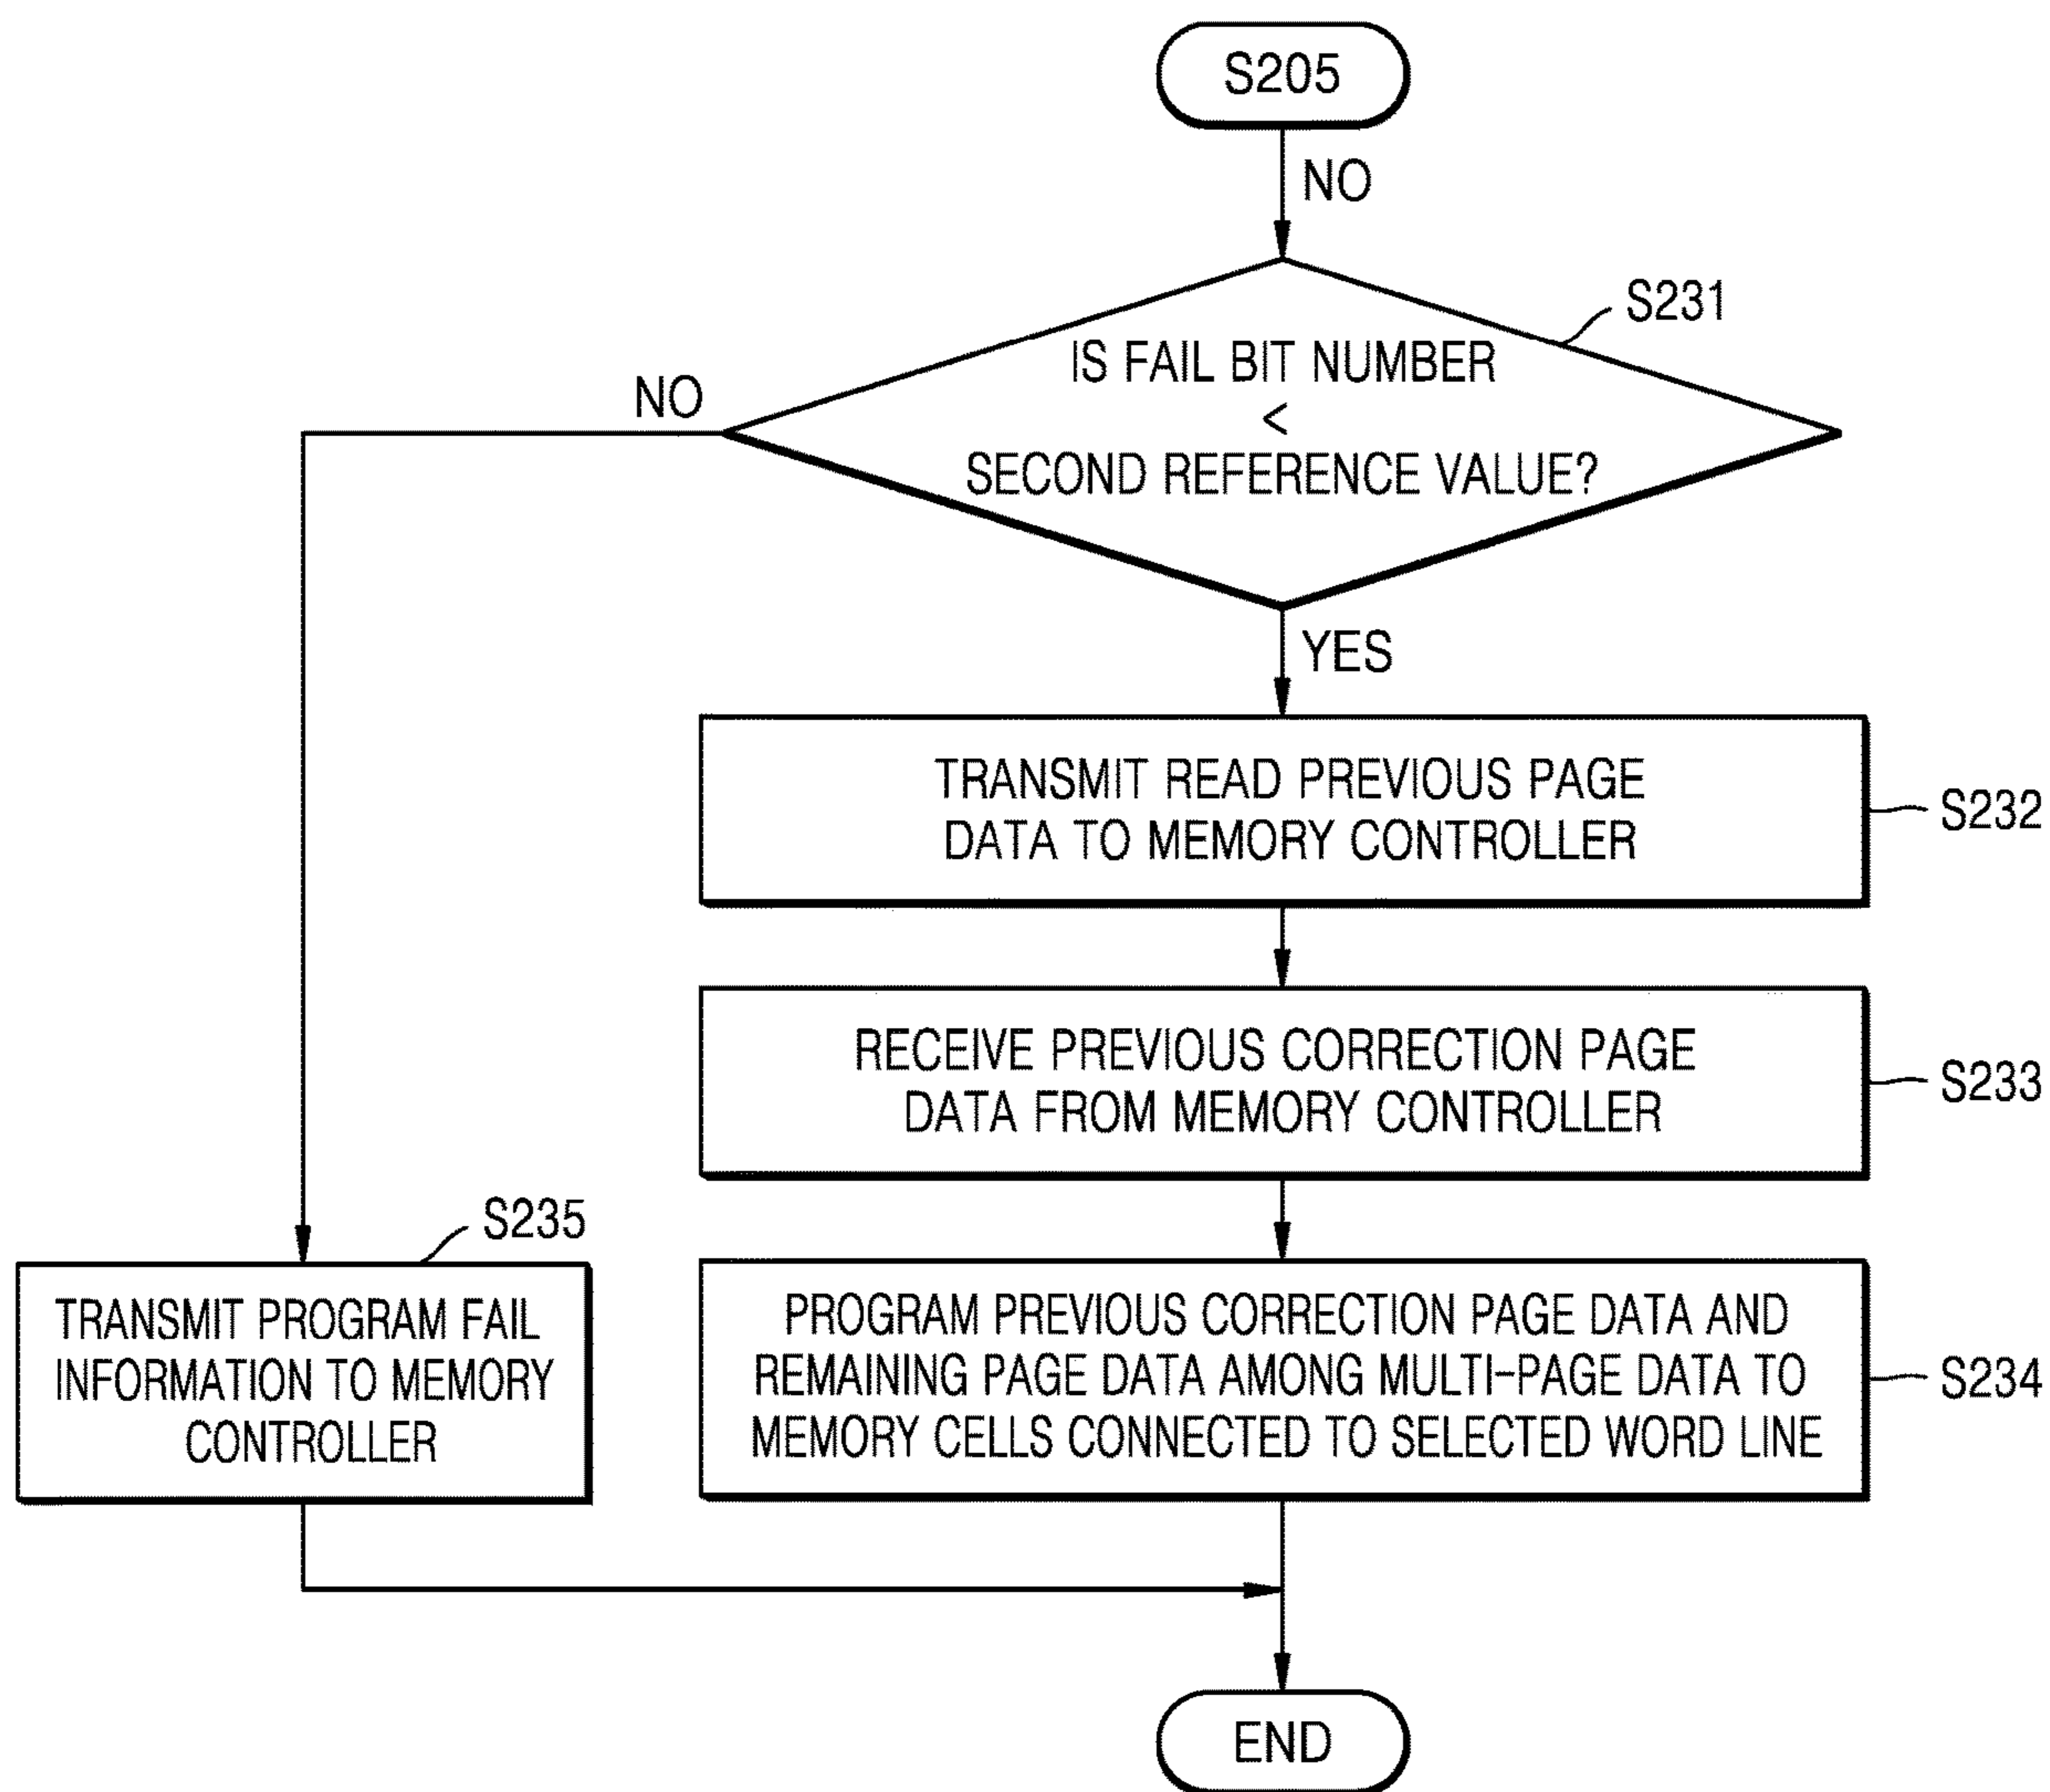 S205
NO
S231
IS FAIL BIT NUMBER
<
SECOND REFERENCE VALUE?
NO
YES
TRANSMIT READ PREVIOUS PAGE
DATA TO MEMORY CONTROLLER
S232
RECEIVE PREVIOUS CORRECTION PAGE
DATA FROM MEMORY CONTROLLER
S233
S235
TRANSMIT PROGRAM FAIL
INFORMATION TO MEMORY
CONTROLLER
PROGRAM PREVIOUS CORRECTION PAGE DATA AND
REMAINING PAGE DATA AMONG MULTI-PAGE DATA TO
MEMORY CELLS CONNECTED TO SELECTED WORD LINE
S234
END